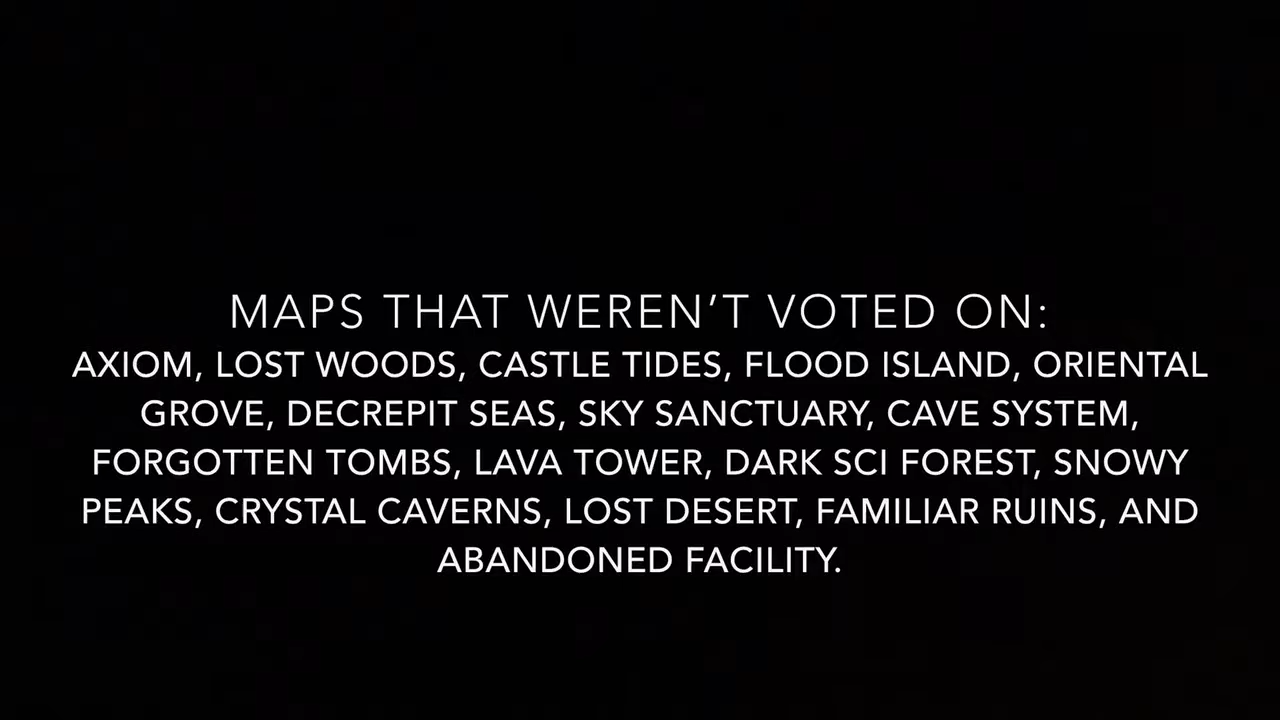 MAPS THAT WEREN’T VOTED ON:
AXIOM, LOST WOODS, CASTLE TIDES, FLOOD ISLAND, ORIENTAL
GROVE, DECREPIT SEAS, SKY SANCTUARY, CAVE SYSTEM,
FORGOTTEN TOMBS, LAVA TOWER, DARK SCI FOREST, SNOWY
PEAKS, CRYSTAL CAVERNS, LOST DESERT, FAMILIAR RUINS, AND
ABANDONED FACILITY.